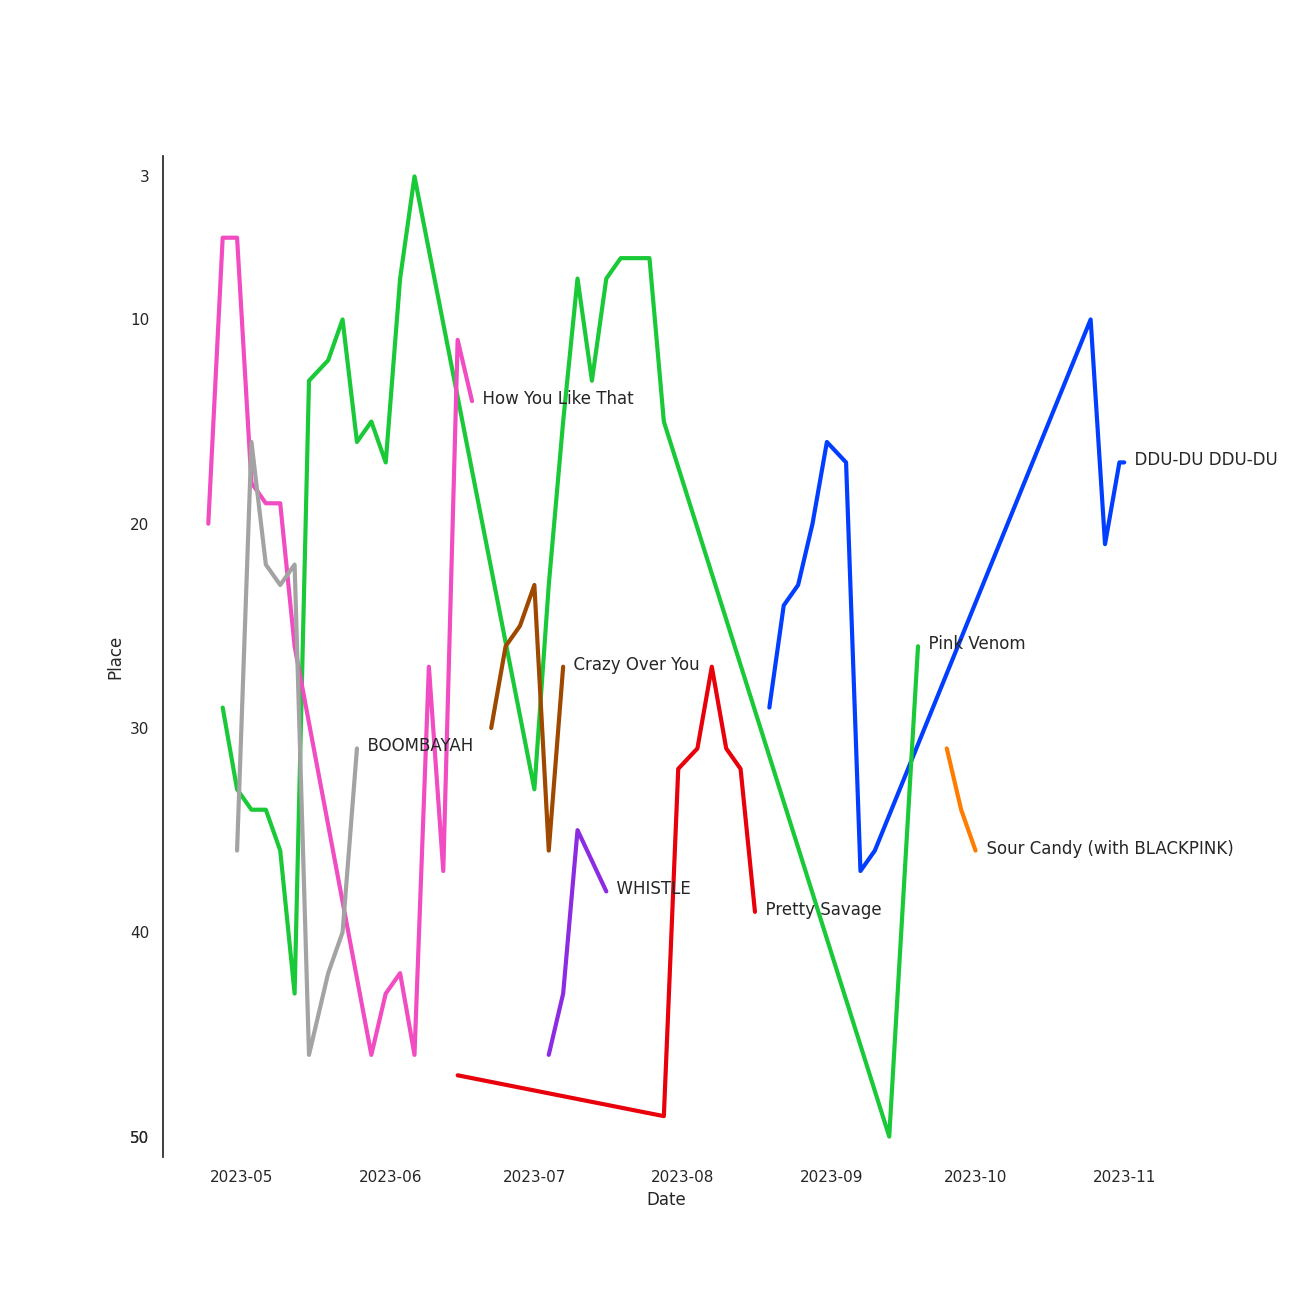 3
10
How You Like That
DDU-DU DDU-DU
20
Pink Venom
Crazy Over You
Place
30
BOOMBAYAH
Sour Candy (with BLACKPINK)
WHISTLE
Pretty Savage
40
50
2023-05 2023-06 2023-07 2023-08 2023-09 2023-10 2023-11
Date